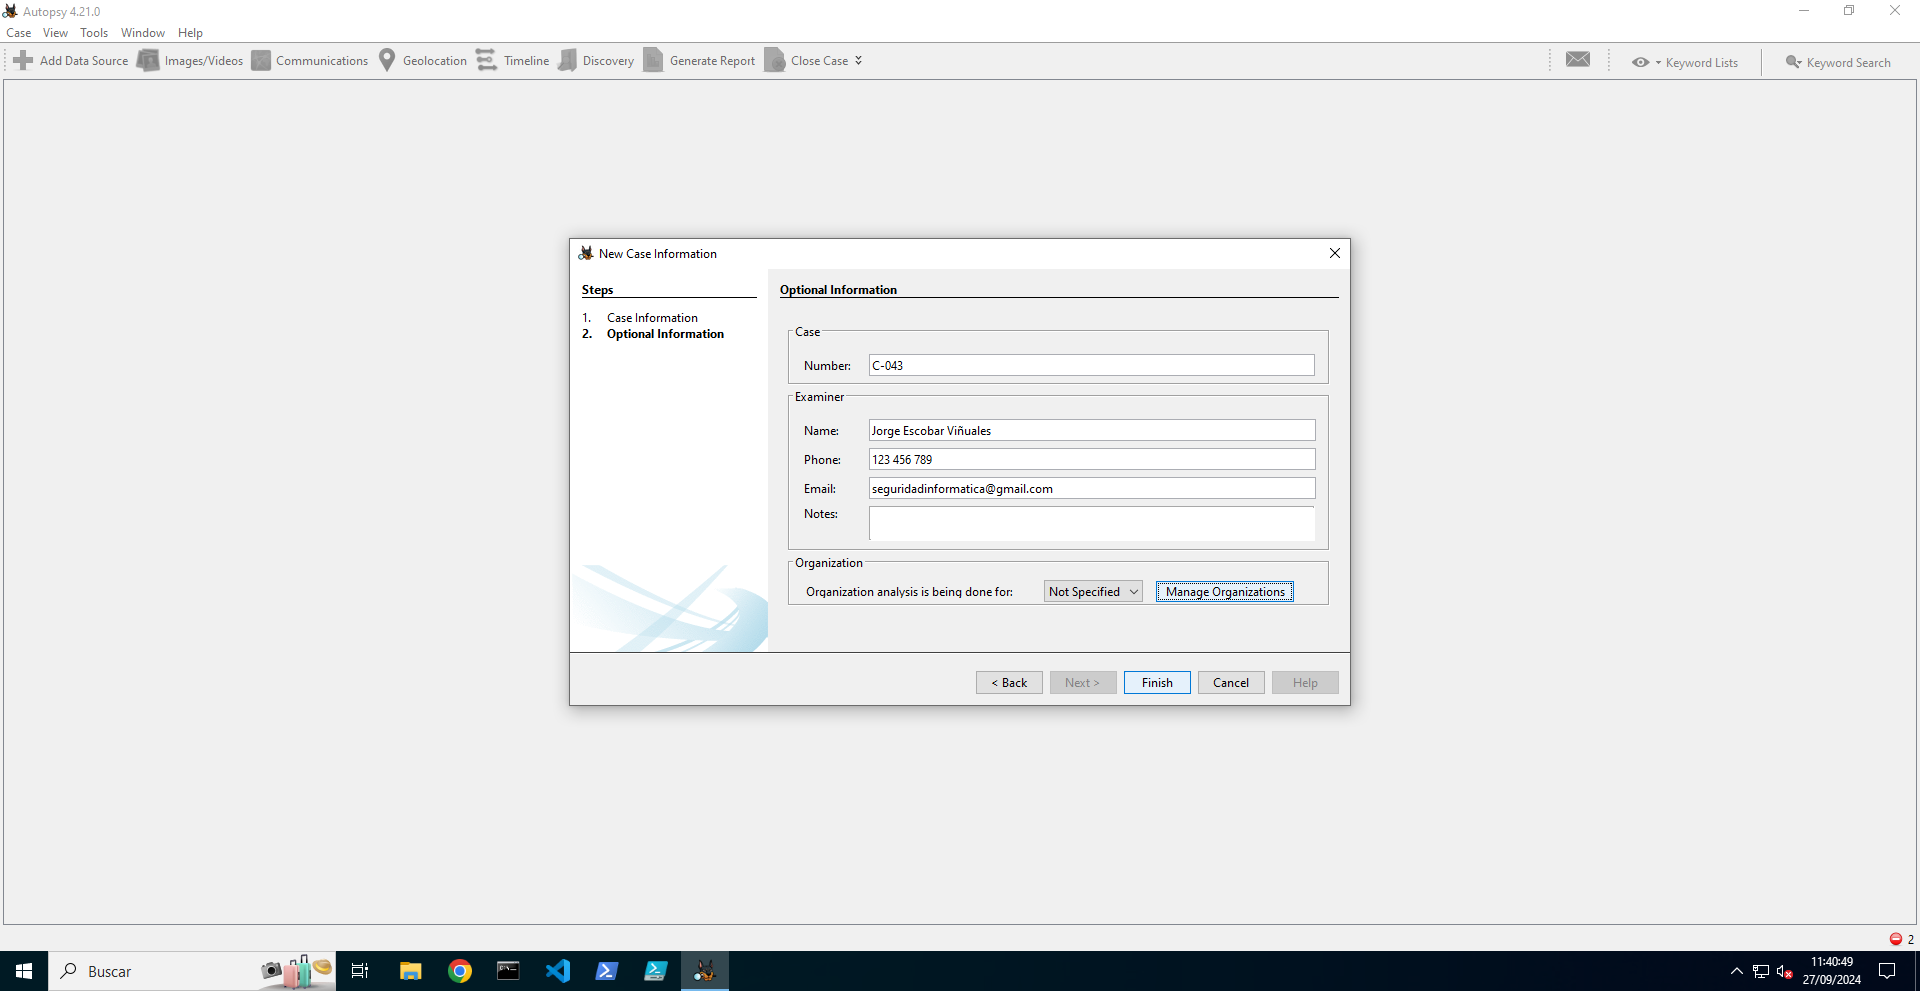 Autopsy 4.21.0
Case View Tools Window Help
Add Data Source Images/Videos Communications Geolocation Timeline Discovery Generate Report Close Case Keyword Lists Keyword Search
New Case Information
Steps
1. Case Information
2. Optional Information
Optional Information
Case
Number: C-043
Examiner
Name: Jorge Escobar Viñuales
Phone: 123 456 789
Email: seguridadinformatica@gmail.com
Notes:
Organization
Organization analysis is being done for: Not Specified Manage Organizations
< Back Next > Finish Cancel Help
2
Buscar
11:40:49
27/09/2024